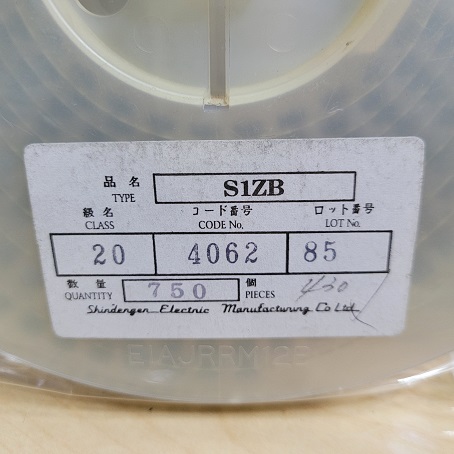 品名 TYPE S1ZB
級名 コード番号 ロット番号
CLASS CODE No. LOT No.
20 4062 85
数量 QUANTITY 750 個 PIECES
Shindengen Electric Manufacturing Co Ltd
EIAJRRM12B